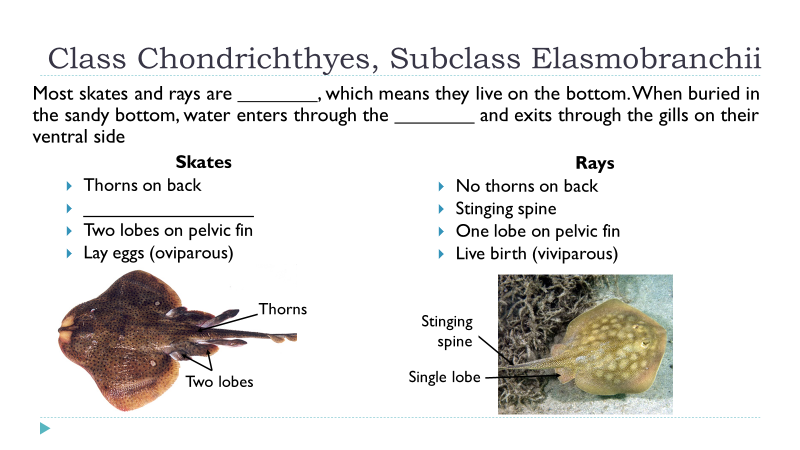 Class Chondrichthyes, Subclass Elasmobranchii
Most skates and rays are ________, which means they live on the bottom. When buried in
the sandy bottom, water enters through the ________ and exits through the gills on their
ventral side
Skates
Thorns on back
_________________
Two lobes on pelvic fin
Lay eggs (oviparous)
Thorns
Two lobes
Rays
No thorns on back
Stinging spine
One lobe on pelvic fin
Live birth (viviparous)
Stinging
spine
Single lobe